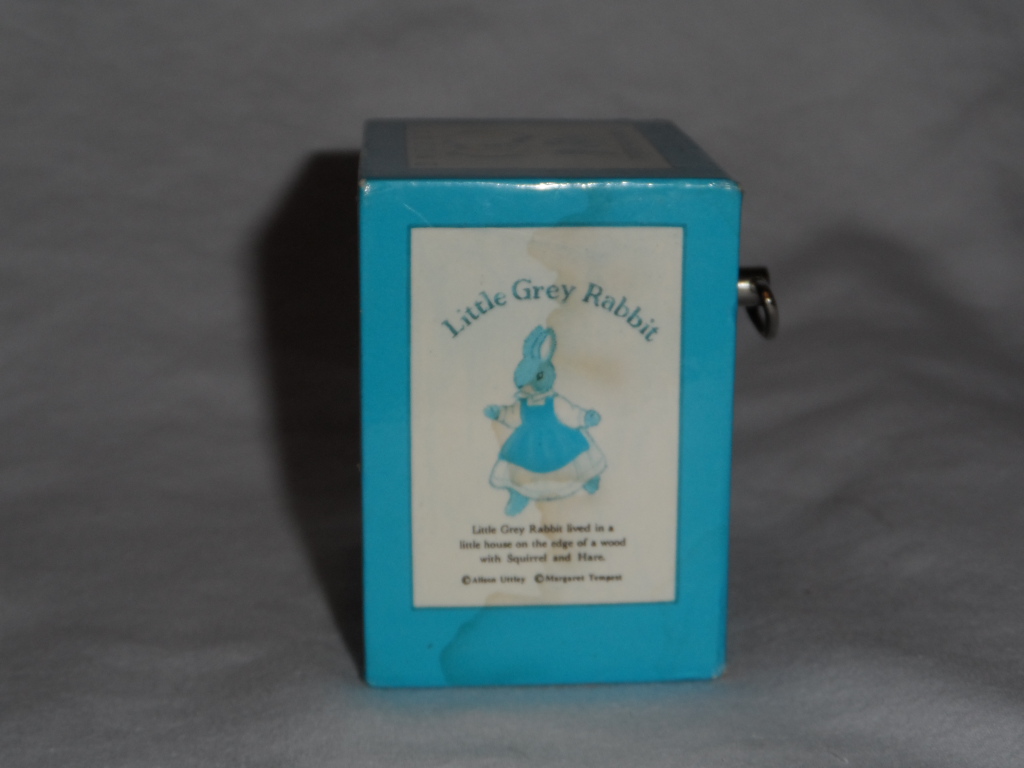 Little Grey Rabbit
Little Grey Rabbit lived in a
little house on the edge of a wood
with Squirrel and Hare.
©Alison Uttley ©Margaret Tempest